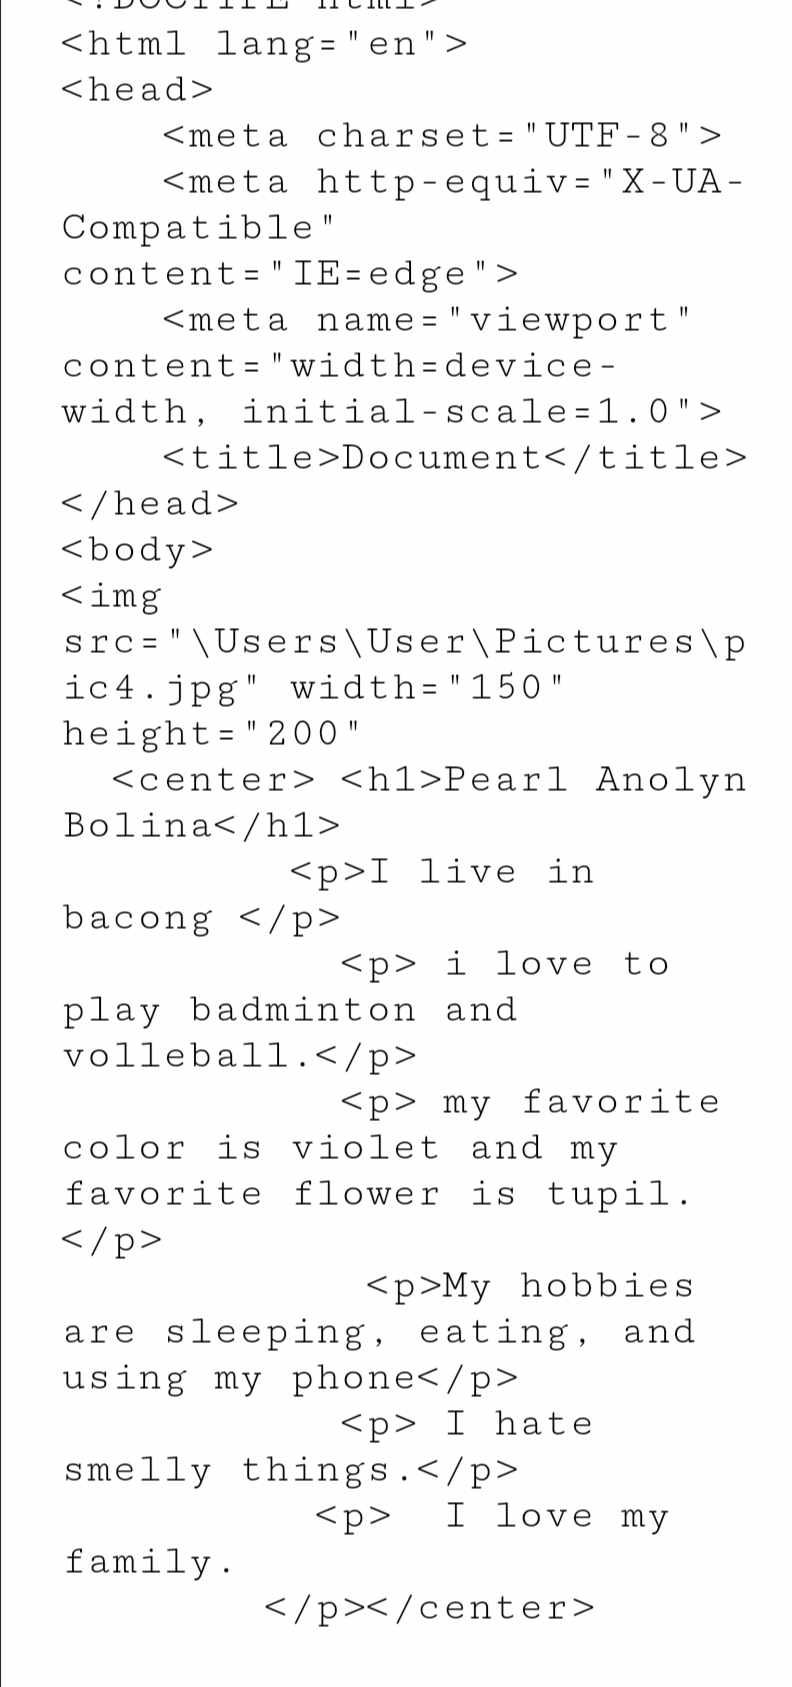 <!DOCTYPE html>
<html lang="en">
<head>
    <meta charset="UTF-8">
    <meta http-equiv="X-UA-
Compatible"
content="IE=edge">
    <meta name="viewport"
content="width=device-
width, initial-scale=1.0">
    <title>Document</title>
</head>
<body>
<img
src="\Users\User\Pictures\p
ic4.jpg" width="150"
height="200"
  <center> <h1>Pearl Anolyn
Bolina</h1>
         <p>I live in
bacong </p>
           <p> i love to
play badminton and
volleball.</p>
           <p> my favorite
color is violet and my
favorite flower is tupil.
</p>
            <p>My hobbies
are sleeping, eating, and
using my phone</p>
           <p> I hate
smelly things.</p>
          <p>  I love my
family.
        </p></center>